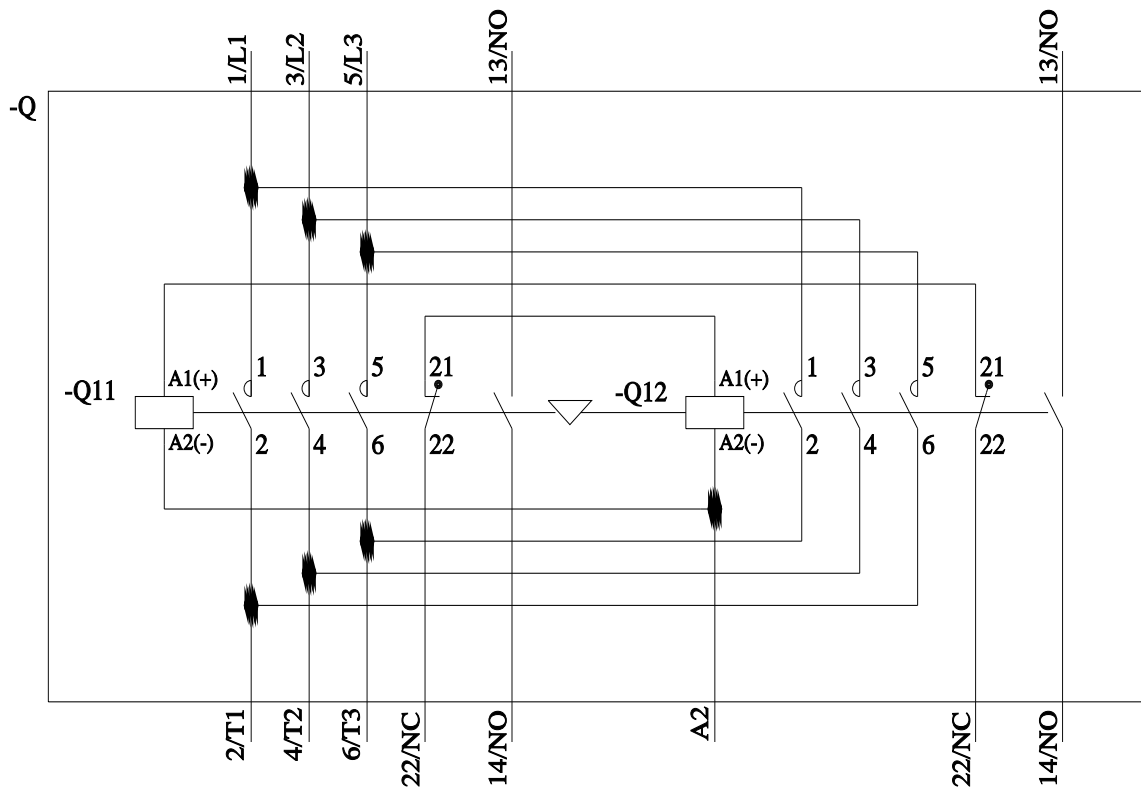 1/L1
3/L2
5/L3
13/NO
13/NO
-Q
1
3
5
21
1
3
5
21
-Q11
A1(+)
-Q12
A1(+)
A2(-)
2
4
6
22
A2(-)
2
4
6
22
2/T1
4/T2
6/T3
22/NC
14/NO
A2
22/NC
14/NO